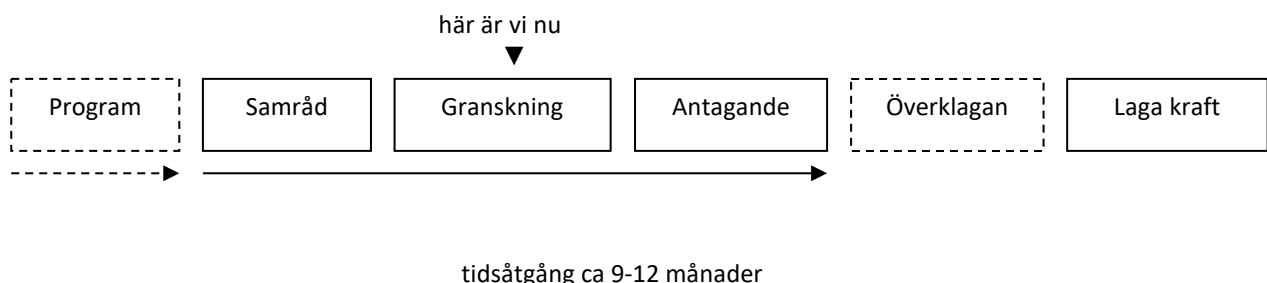 här är vi nu
Program Samråd Granskning Antagande Överklagan Laga kraft
tidsåtgång ca 9-12 månader